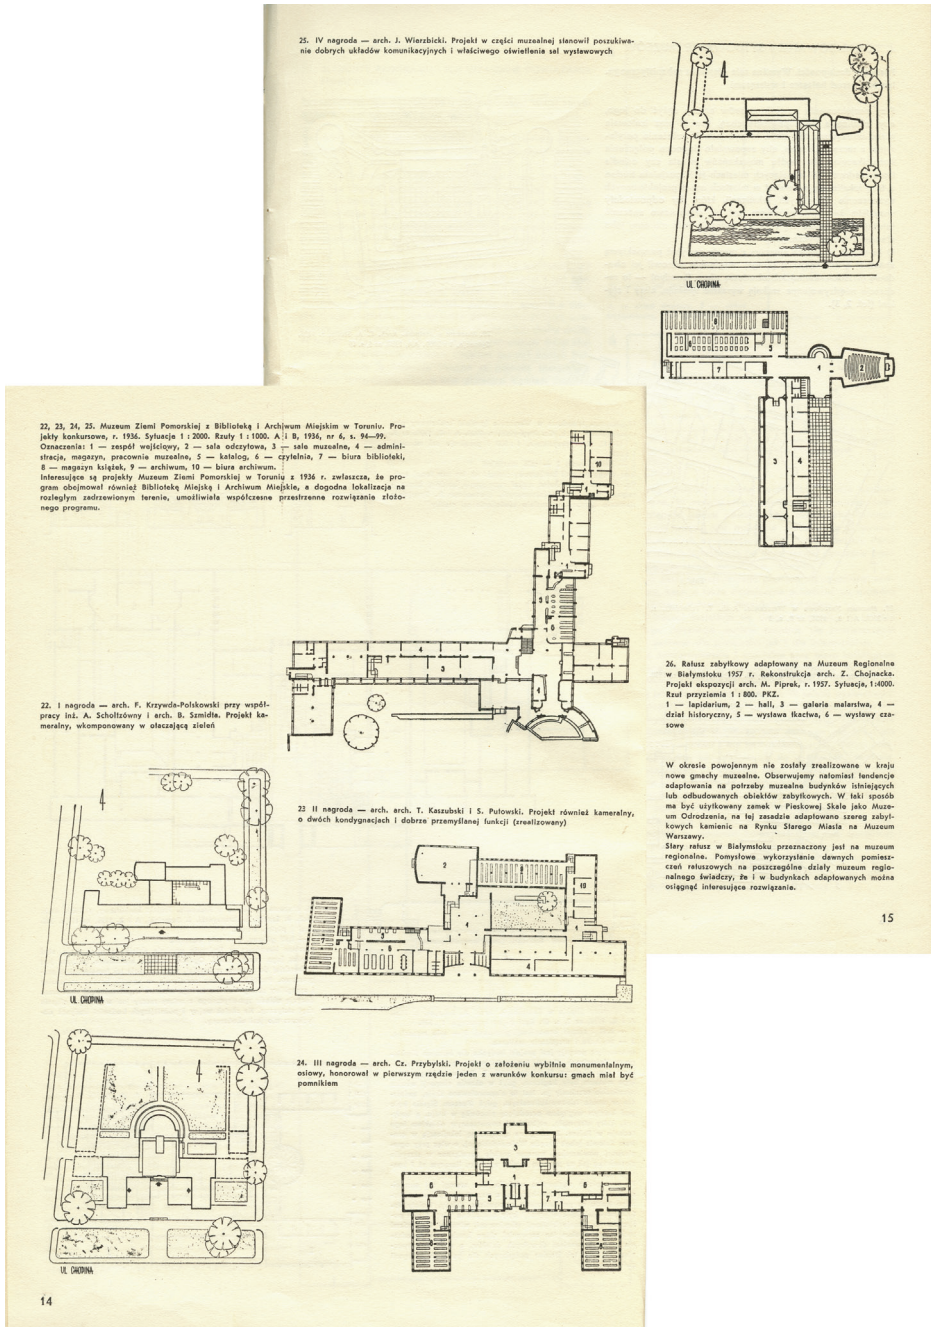 25. IV nagroda — arch. J. Wierzbicki. Projekt w części muzealnej stanowił poszukiwa-
nie dobrych układów komunikacyjnych i właściwego oświetlenia sal wystawowych
UL. CHOPINA
22, 23, 24, 25. Muzeum Ziemi Pomorskiej z Biblioteką i Archiwum Miejskim w Toruniu. Pro-
jekty konkursowe, r. 1936. Sytuacje 1 : 2000. Rzuty 1 : 1000. A i B, 1936, nr 6, s. 94—99.
Oznaczenia: 1 — zespół wejściowy, 2 — sala odczytowa, 3 — sale muzealne, 4 — admini-
stracja, magazyn, pracownie muzealne, 5 — katalog, 6 — czytelnia, 7 — biura biblioteki,
8 — magazyn książek, 9 — archiwum, 10 — biura archiwum.
Interesujące są projekty Muzeum Ziemi Pomorskiej w Toruniu z 1936 r. zwłaszcza, że pro-
gram obejmował również Bibliotekę Miejską i Archiwum Miejskie, a dogodna lokalizacja na
rozległym zadrzewionym terenie, umożliwiała współczesne przestrzenne rozwiązanie złożo-
nego programu.
22. I nagroda — arch. F. Krzywda-Polkowski przy współ-
pracy inż. A. Scholtzówny i arch. B. Szmidta. Projekt ka-
meralny, wkomponowany w otaczającą zieleń
UL. CHOPINA
23 II nagroda — arch. arch. T. Kaszubski i S. Putowski. Projekt również kameralny,
o dwóch kondygnacjach i dobrze przemyślanej funkcji (zrealizowany)
24. III nagroda — arch. Cz. Przybylski. Projekt o założeniu wybitnie monumentalnym,
osiowy, honorował w pierwszym rzędzie jeden z warunków konkursu: gmach miał być
pomnikiem
UL. CHOPINA
14
26. Ratusz zabytkowy adaptowany na Muzeum Regionalne
w Białymstoku 1957 r. Rekonstrukcja arch. Z. Chojnacka.
Projekt ekspozycji arch. M. Piprek, r. 1957. Sytuacja, 1:4000.
Rzut przyziemia 1 : 800. PKZ.
1 — lapidarium, 2 — hall, 3 — galeria malarstwa, 4 —
dział historyczny, 5 — wystawa tkactwa, 6 — wystawy cza-
sowe
W okresie powojennym nie zostały zrealizowane w kraju
nowe gmachy muzealne. Obserwujemy natomiast tendencje
adaptowania na potrzeby muzealne budynków istniejących
lub odbudowanych obiektów zabytkowych. W taki sposób
ma być użytkowany zamek w Pieskowej Skale jako Muze-
um Odrodzenia, na tej zasadzie adaptowano szereg zabyt-
kowych kamienic na Rynku Starego Miasta na Muzeum
Warszawy.
Stary ratusz w Białymstoku przeznaczony jest na muzeum
regionalne. Pomysłowe wykorzystanie dawnych pomiesz-
czeń ratuszowych na poszczególne działy muzeum regio-
nalnego świadczy, że i w budynkach adaptowanych można
osiągnąć interesujące rozwiązania.
15